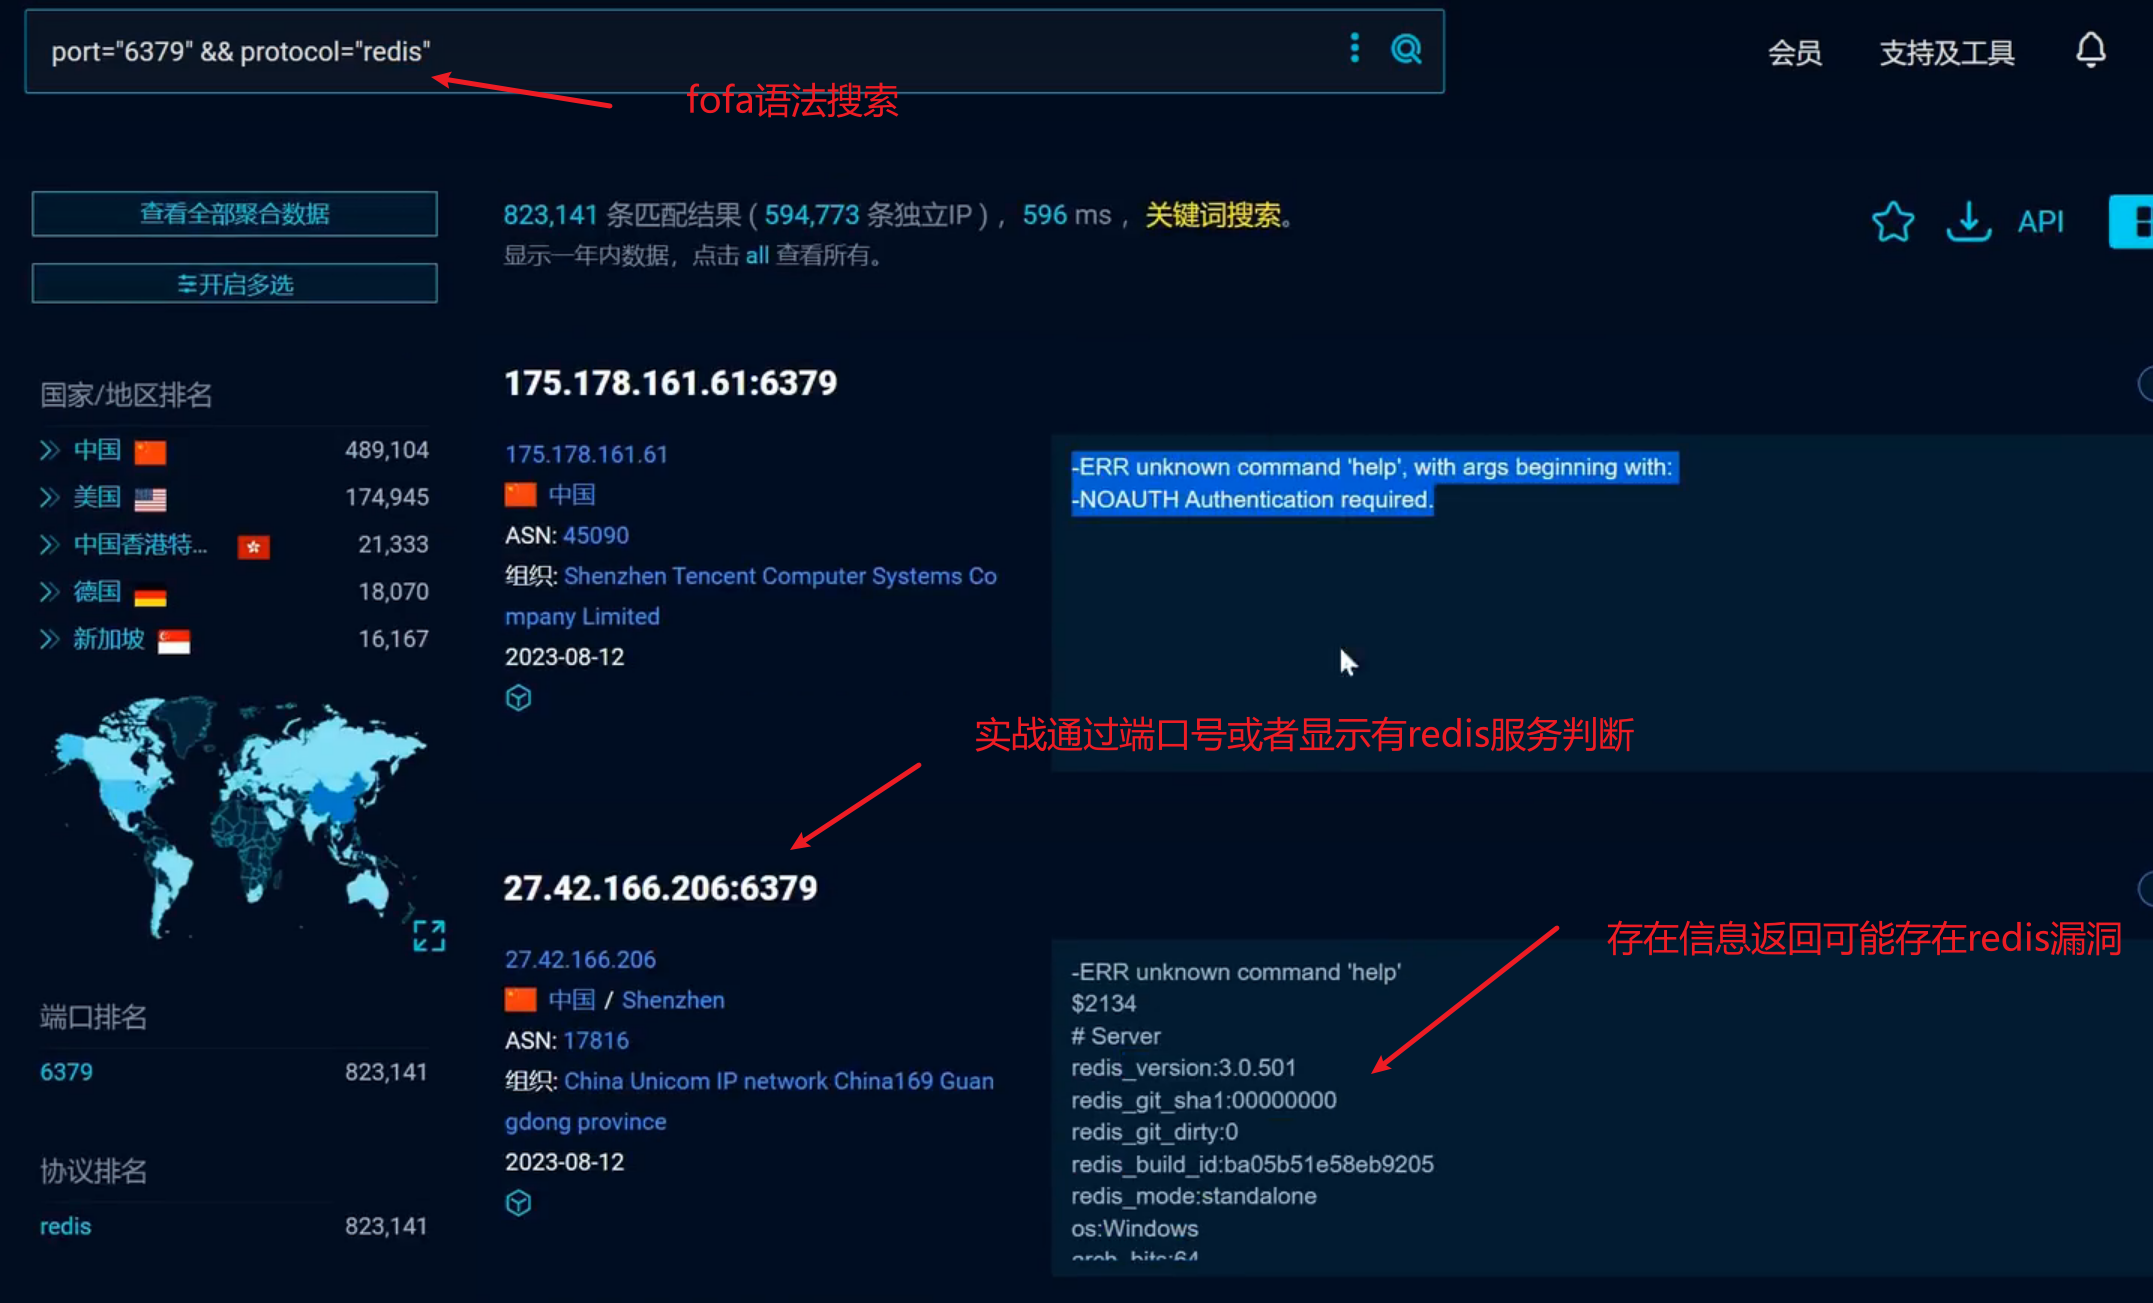 port="6379" && protocol="redis"
会员
支持及工具
fofa语法搜索
查看全部聚合数据
开启多选
823,141 条匹配结果 ( 594,773 条独立IP ) ， 596 ms ， 关键词搜索。
显示一年内数据，点击 all 查看所有。
API
国家/地区排名
中国 489,104
美国 174,945
中国香港特... 21,333
德国 18,070
新加坡 16,167
端口排名
6379 823,141
协议排名
redis 823,141
175.178.161.61:6379
175.178.161.61
中国
ASN: 45090
组织: Shenzhen Tencent Computer Systems Co
mpany Limited
2023-08-12
-ERR unknown command 'help', with args beginning with:
-NOAUTH Authentication required.
实战通过端口号或者显示有redis服务判断
27.42.166.206:6379
27.42.166.206
中国 / Shenzhen
ASN: 17816
组织: China Unicom IP network China169 Guan
gdong province
2023-08-12
存在信息返回可能存在redis漏洞
-ERR unknown command 'help'
$2134
# Server
redis_version:3.0.501
redis_git_sha1:00000000
redis_git_dirty:0
redis_build_id:ba05b51e58eb9205
redis_mode:standalone
os:Windows
arch_bits:64